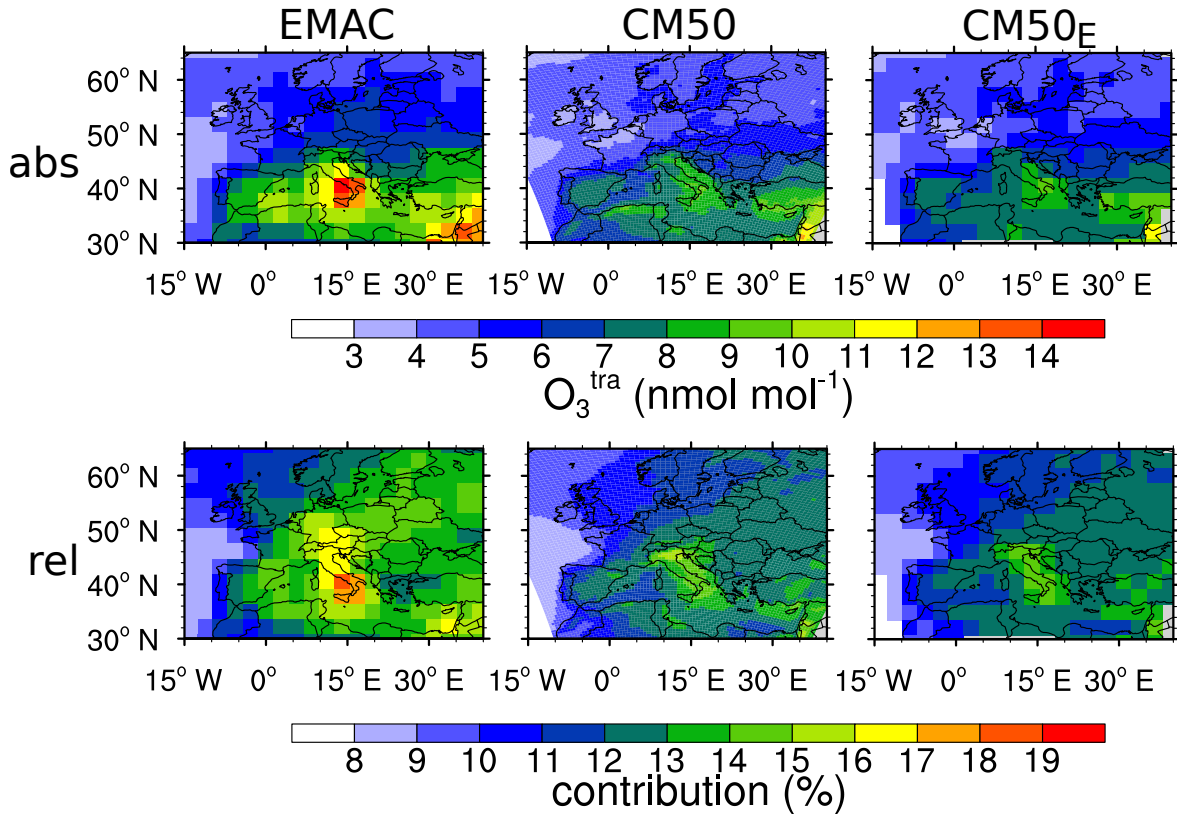 EMAC CM50 CM50E
60° N
50° N
abs
40° N
30° N
15° W 0° 15° E 30° E 15° W 0° 15° E 30° E 15° W 0° 15° E 30° E
3 4 5 6 7 8 9 10 11 12 13 14
O3^tra (nmol mol-1)
60° N
50° N
rel
40° N
30° N
15° W 0° 15° E 30° E 15° W 0° 15° E 30° E 15° W 0° 15° E 30° E
8 9 10 11 12 13 14 15 16 17 18 19
contribution (%)